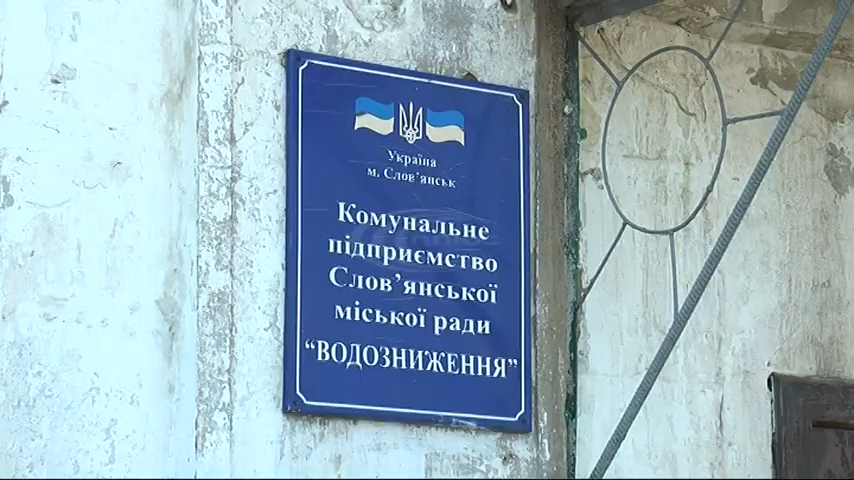 Україна
м. Слов'янськ
Комунальне
підприємство
Слов'янської
міської ради
“ВОДОЗНИЖЕННЯ”